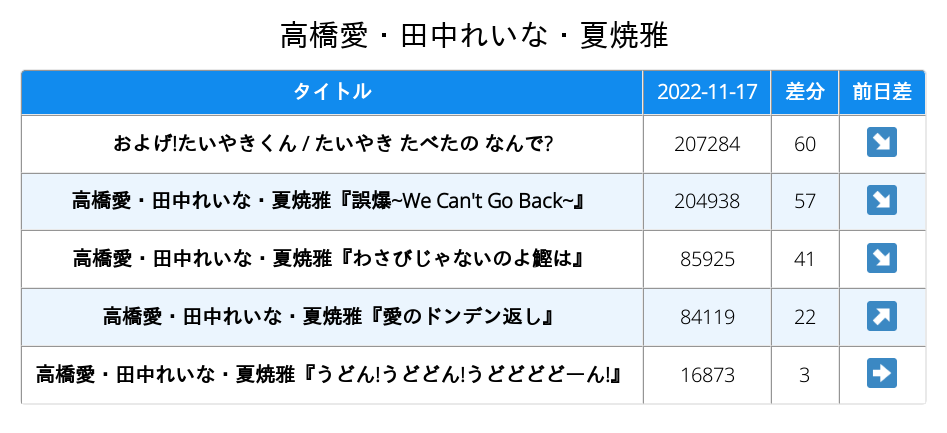 高橋愛・田中れいな・夏焼雅
タイトル 2022-11-17 差分 前日差
およげ!たいやきくん / たいやき たべたの なんで? 207284 60 ↘
高橋愛・田中れいな・夏焼雅『誤爆~We Can't Go Back~』 204938 57 ↘
高橋愛・田中れいな・夏焼雅『わさびじゃないのよ鰹は』 85925 41 ↘
高橋愛・田中れいな・夏焼雅『愛のドンデン返し』 84119 22 ↗
高橋愛・田中れいな・夏焼雅『うどん!うどどん!うどどどどーん!』 16873 3 ➡